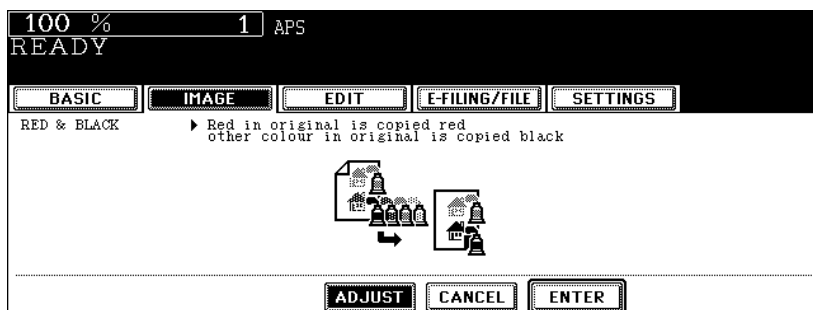 100 % 1 APS
READY
BASIC IMAGE EDIT E-FILING/FILE SETTINGS
RED & BLACK Red in original is copied red
other colour in original is copied black
ADJUST CANCEL ENTER